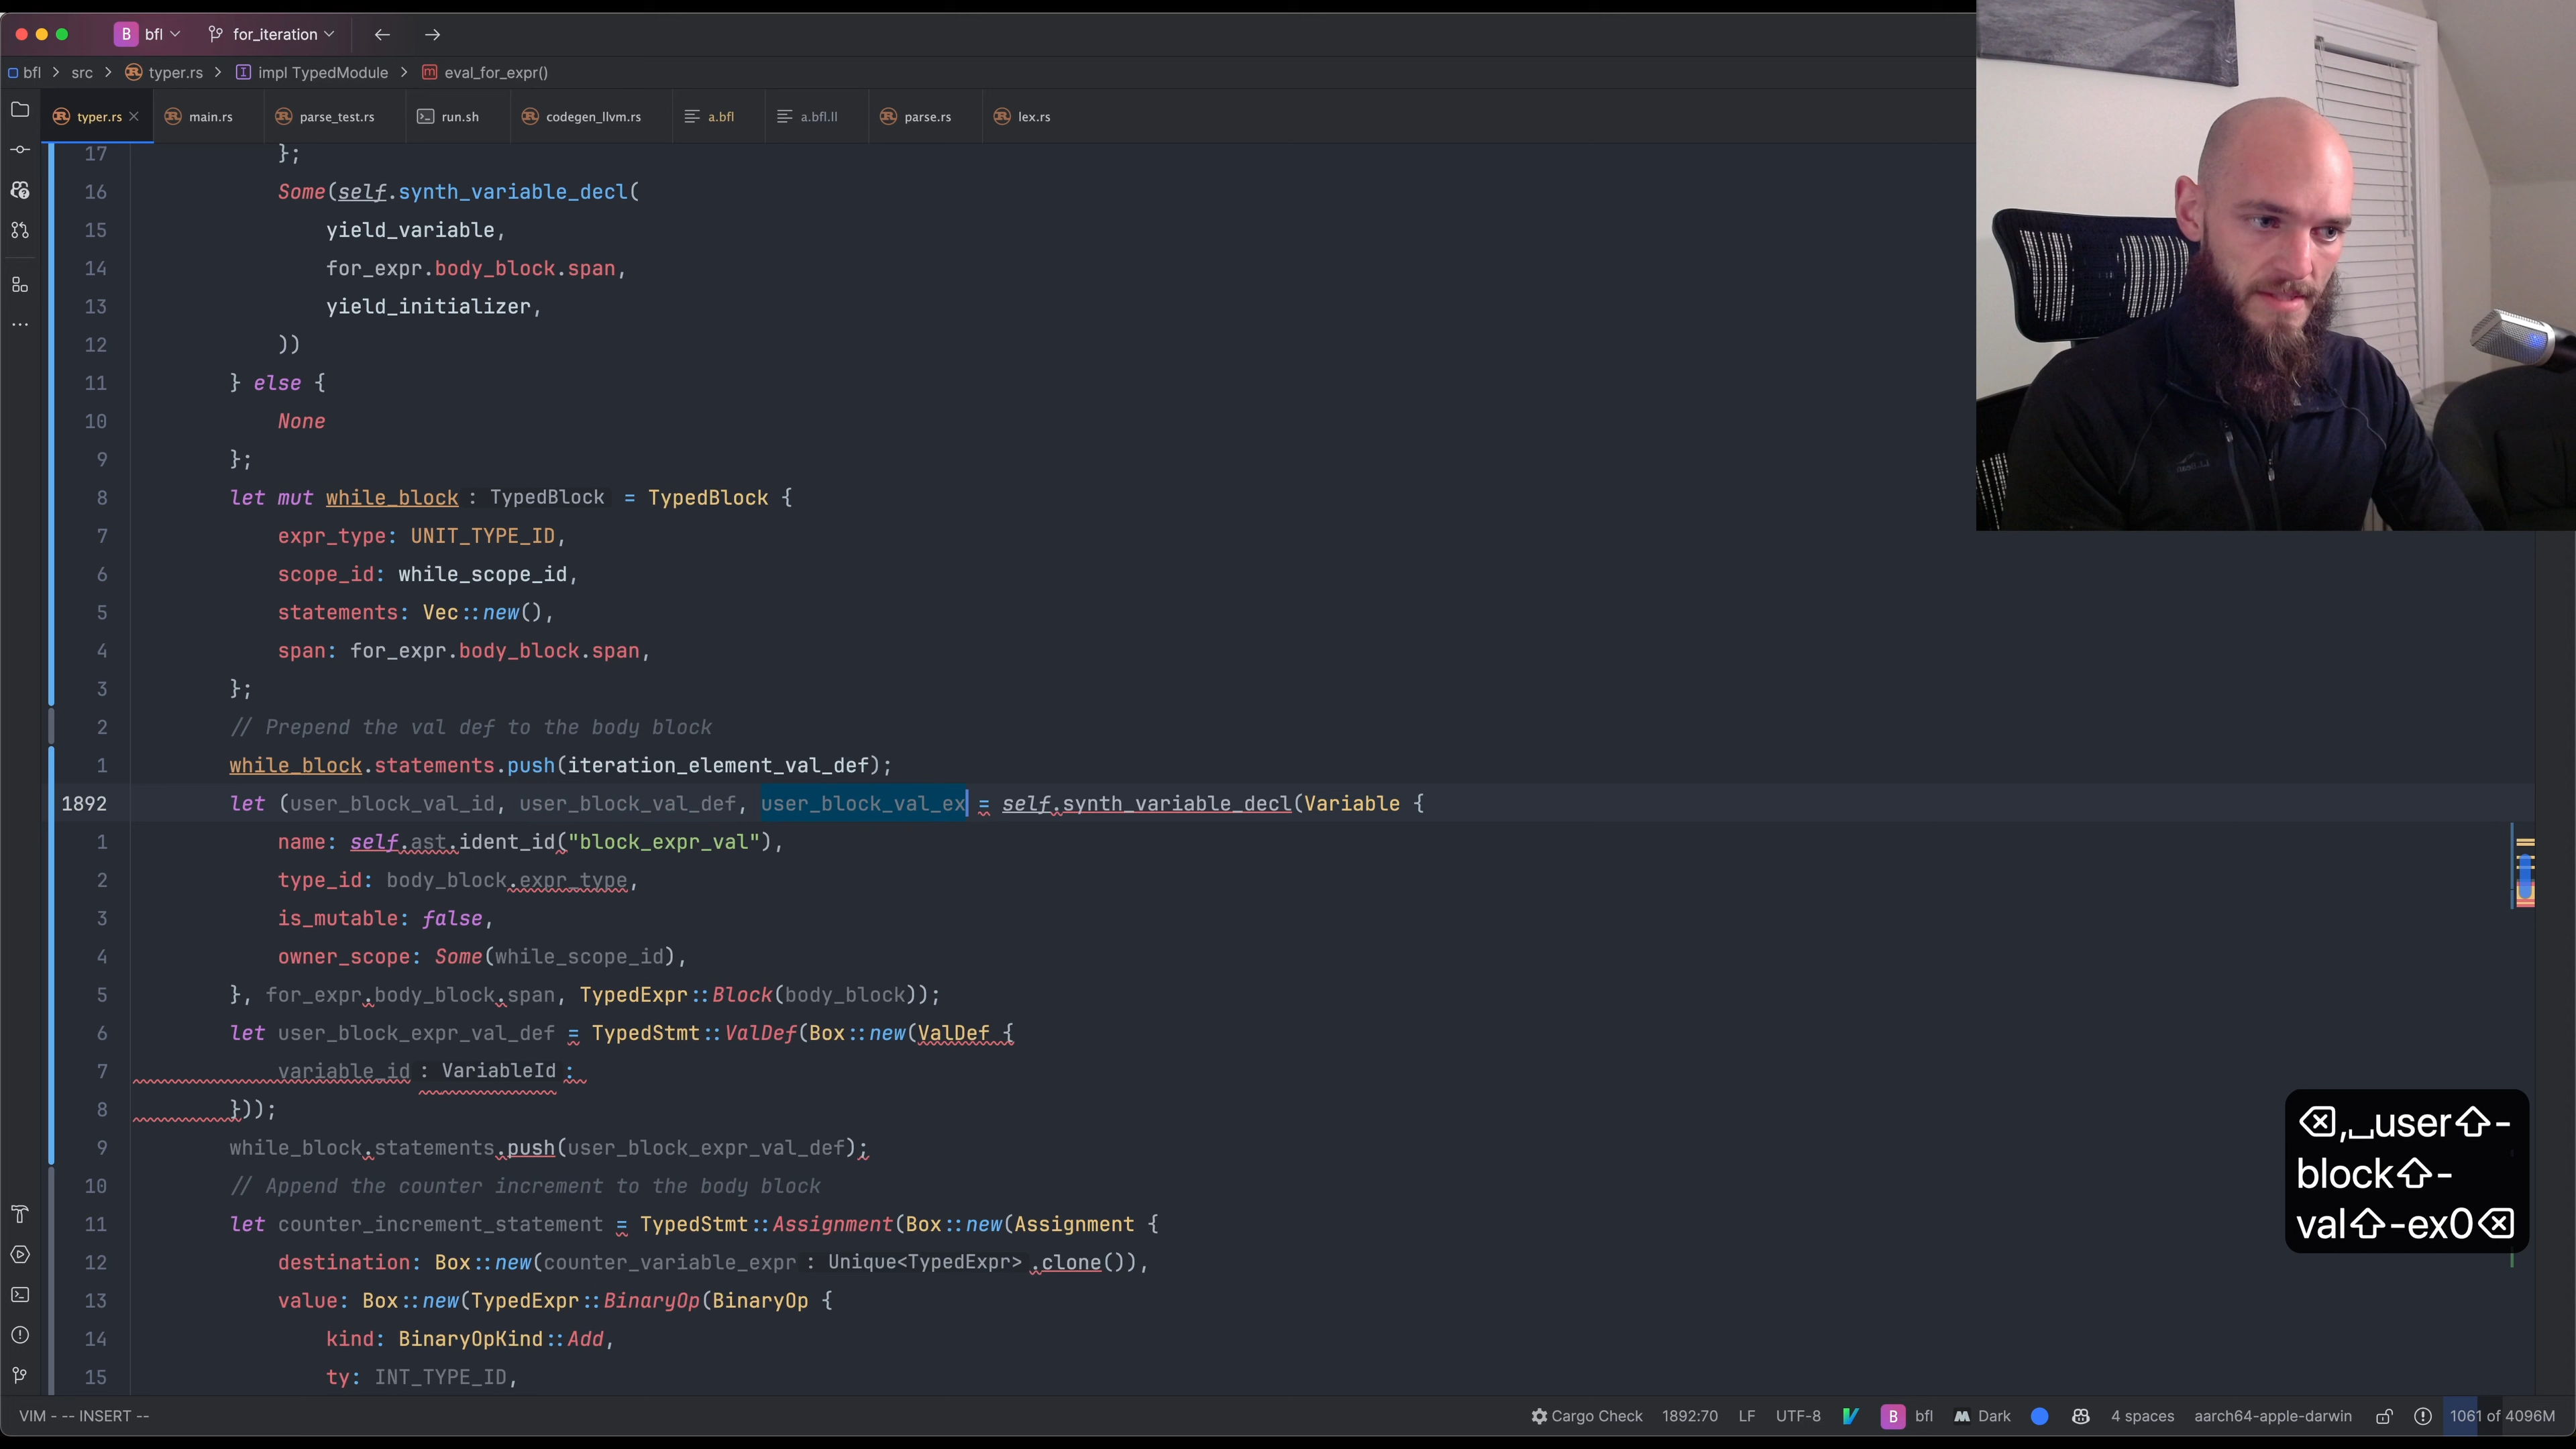 B bfl for_iteration
bfl src typer.rs impl TypedModule eval_for_expr()
typer.rs main.rs parse_test.rs run.sh codegen_llvm.rs a.bfl a.bfl.ll parse.rs lex.rs
17 };
16 Some(self.synth_variable_decl(
15 yield_variable,
14 for_expr.body_block.span,
13 yield_initializer,
12 ))
11 } else {
10 None
9 };
8 let mut while_block : TypedBlock = TypedBlock {
7 expr_type: UNIT_TYPE_ID,
6 scope_id: while_scope_id,
5 statements: Vec::new(),
4 span: for_expr.body_block.span,
3 };
2 // Prepend the val def to the body block
1 while_block.statements.push(iteration_element_val_def);
1892 let (user_block_val_id, user_block_val_def, user_block_val_ex = self.synth_variable_decl(Variable {
1 name: self.ast.ident_id("block_expr_val"),
2 type_id: body_block.expr_type,
3 is_mutable: false,
4 owner_scope: Some(while_scope_id),
5 }, for_expr.body_block.span, TypedExpr::Block(body_block));
6 let user_block_expr_val_def = TypedStmt::ValDef(Box::new(ValDef {
7 variable_id : VariableId :
8 }));
9 while_block.statements.push(user_block_expr_val_def);
10 // Append the counter increment to the body block
11 let counter_increment_statement = TypedStmt::Assignment(Box::new(Assignment {
12 destination: Box::new(counter_variable_expr : Unique<TypedExpr> .clone()),
13 value: Box::new(TypedExpr::BinaryOp(BinaryOp {
14 kind: BinaryOpKind::Add,
15 ty: INT_TYPE_ID,
⌫,␣user⇧-
block⇧-
val⇧-ex0⌫
VIM - -- INSERT -- Cargo Check 1892:70 LF UTF-8 B bfl Dark 4 spaces aarch64-apple-darwin 1061 of 4096M